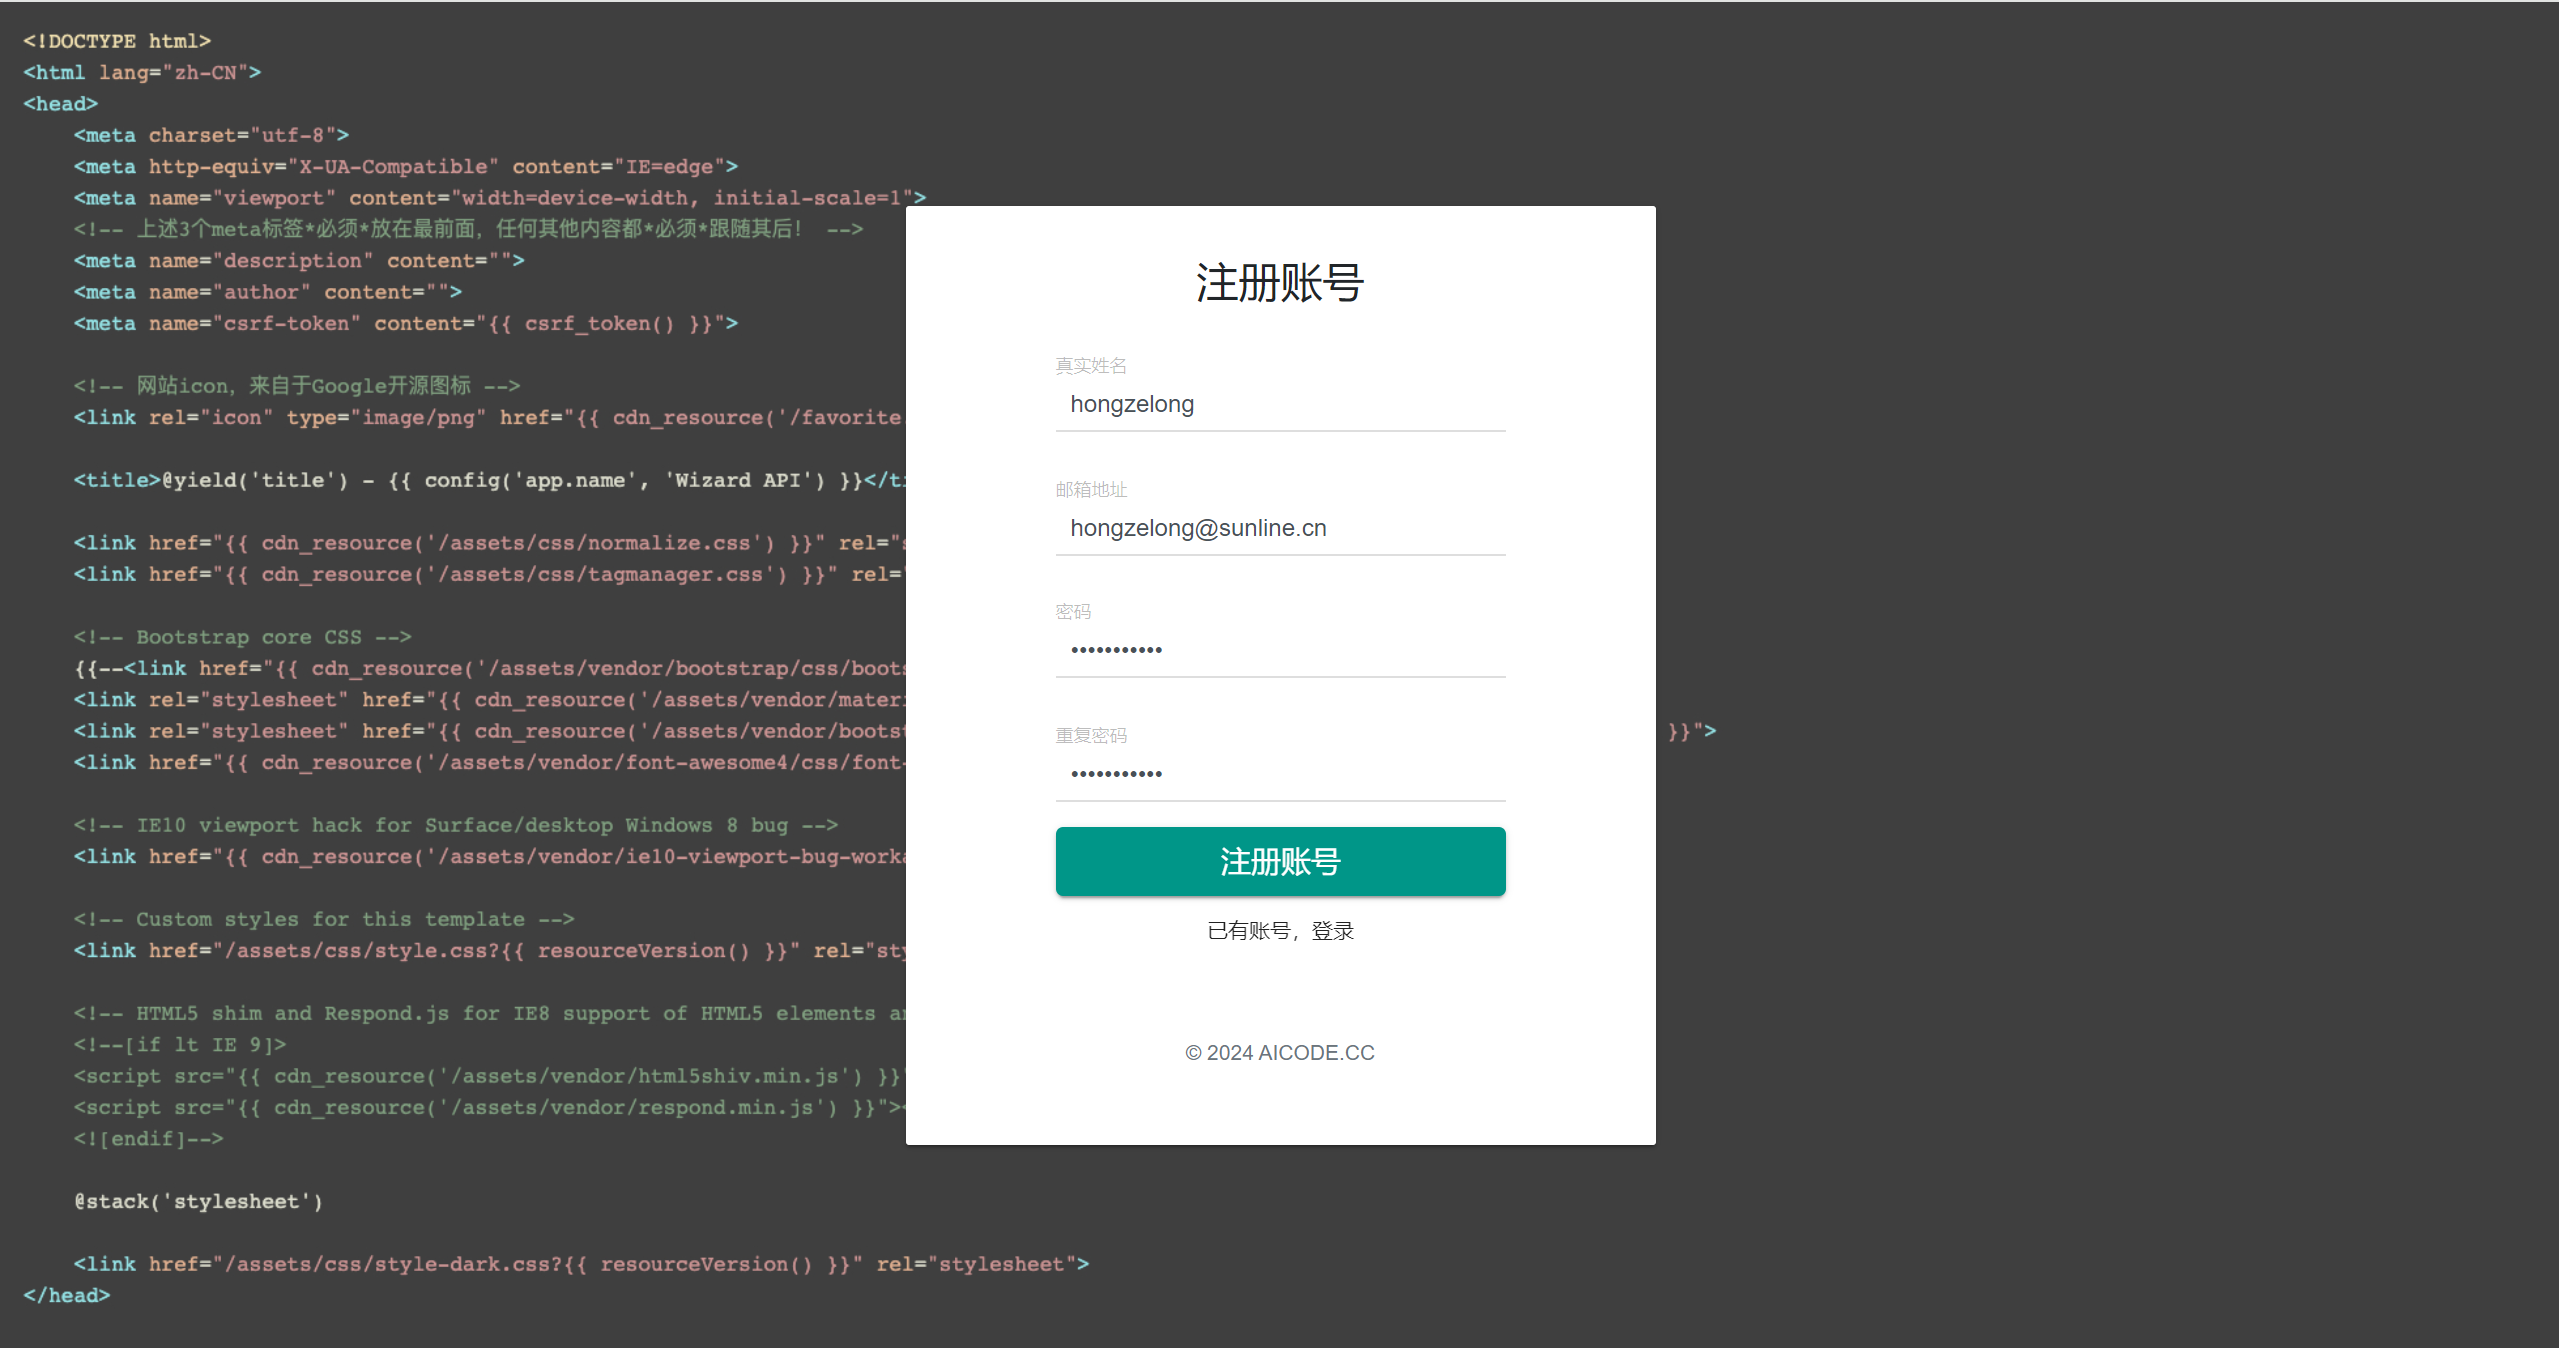 <!DOCTYPE html>
<html lang="zh-CN">
<head>
<meta charset="utf-8">
<meta http-equiv="X-UA-Compatible" content="IE=edge">
<meta name="viewport" content="width=device-width, initial-scale=1">
<!-- 上述3个meta标签*必须*放在最前面，任何其他内容都*必须*跟随其后！ -->
<meta name="description" content="">
<meta name="author" content="">
<meta name="csrf-token" content="{{ csrf_token() }}">
<!-- 网站icon，来自于Google开源图标 -->
<link rel="icon" type="image/png" href="{{ cdn_resource('/favorite.
<title>@yield('title') - {{ config('app.name', 'Wizard API') }}</ti
<link href="{{ cdn_resource('/assets/css/normalize.css') }}" rel="s
<link href="{{ cdn_resource('/assets/css/tagmanager.css') }}" rel="
<!-- Bootstrap core CSS -->
{{--<link href="{{ cdn_resource('/assets/vendor/bootstrap/css/boots
<link rel="stylesheet" href="{{ cdn_resource('/assets/vendor/materi
<link rel="stylesheet" href="{{ cdn_resource('/assets/vendor/bootst }}">
<link href="{{ cdn_resource('/assets/vendor/font-awesome4/css/font-
<!-- IE10 viewport hack for Surface/desktop Windows 8 bug -->
<link href="{{ cdn_resource('/assets/vendor/ie10-viewport-bug-worka
<!-- Custom styles for this template -->
<link href="/assets/css/style.css?{{ resourceVersion() }}" rel="sty
<!-- HTML5 shim and Respond.js for IE8 support of HTML5 elements an
<!--[if lt IE 9]>
<script src="{{ cdn_resource('/assets/vendor/html5shiv.min.js') }}"
<script src="{{ cdn_resource('/assets/vendor/respond.min.js') }}"><
<![endif]-->
@stack('stylesheet')
<link href="/assets/css/style-dark.css?{{ resourceVersion() }}" rel="stylesheet">
</head>
注册账号
真实姓名
hongzelong
邮箱地址
hongzelong@sunline.cn
密码
•••••••••••
重复密码
•••••••••••
注册账号
已有账号，登录
© 2024 AICODE.CC